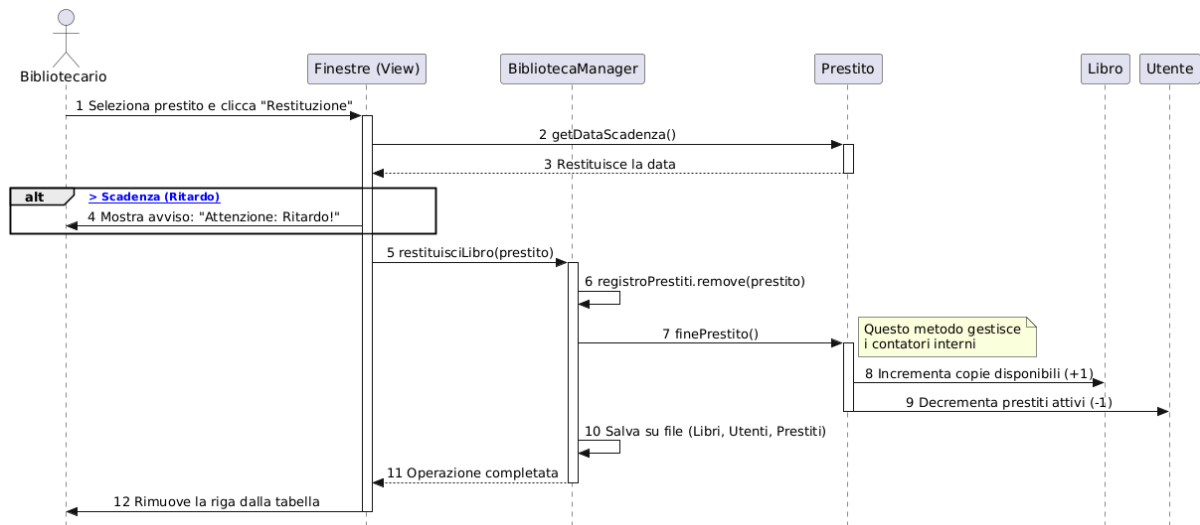 Bibliotecario
Finestre (View)
BibliotecaManager
Prestito
Libro
Utente
1 Seleziona prestito e clicca "Restituzione"
2 getDataScadenza()
3 Restituisce la data
alt
> Scadenza (Ritardo)
4 Mostra avviso: "Attenzione: Ritardo!"
5 restituisciLibro(prestito)
6 registroPrestiti.remove(prestito)
7 finePrestito()
Questo metodo gestisce
i contatori interni
8 Incrementa copie disponibili (+1)
9 Decrementa prestiti attivi (-1)
10 Salva su file (Libri, Utenti, Prestiti)
11 Operazione completata
12 Rimuove la riga dalla tabella